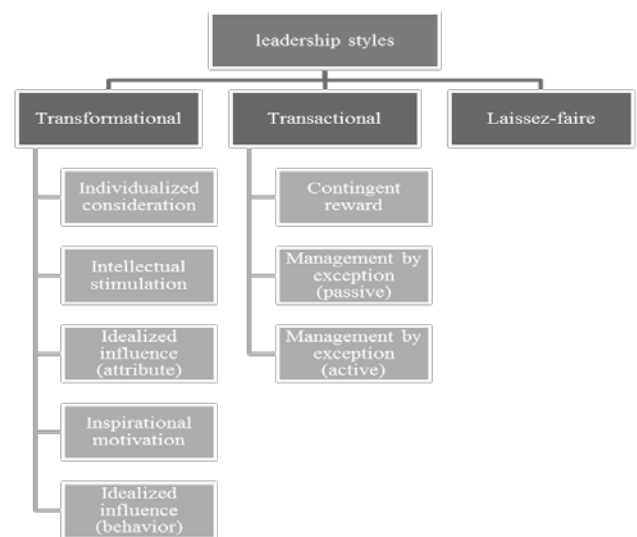 leadership styles
Transformational
Transactional
Laissez-faire
Individualized
consideration
Intellectual
stimulation
Idealized
influence
(attribute)
Inspirational
motivation
Idealized
influence
(behavior)
Contingent
reward
Management by
exception
(passive)
Management by
exception
(active)